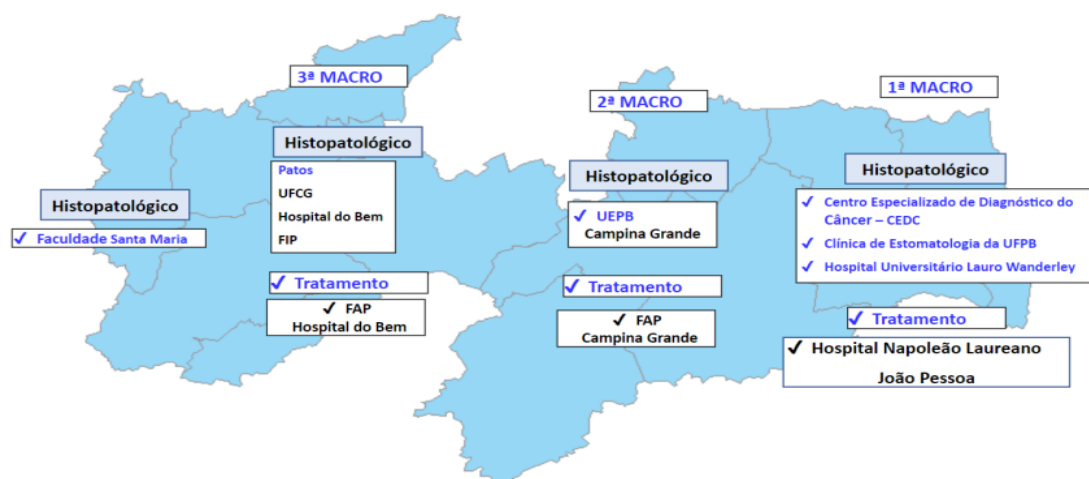 3ª MACRO
Histopatológico
Patos
UFCG
Hospital do Bem
FIP
Histopatológico
✓ Faculdade Santa Maria
✓ Tratamento
✓ FAP
Hospital do Bem
2ª MACRO
Histopatológico
✓ UEPB
Campina Grande
✓ Tratamento
✓ FAP
Campina Grande
1ª MACRO
Histopatológico
✓ Centro Especializado de Diagnóstico do
Câncer – CEDC
✓ Clínica de Estomatologia da UFPB
✓ Hospital Universitário Lauro Wanderley
✓ Tratamento
✓ Hospital Napoleão Laureano
João Pessoa